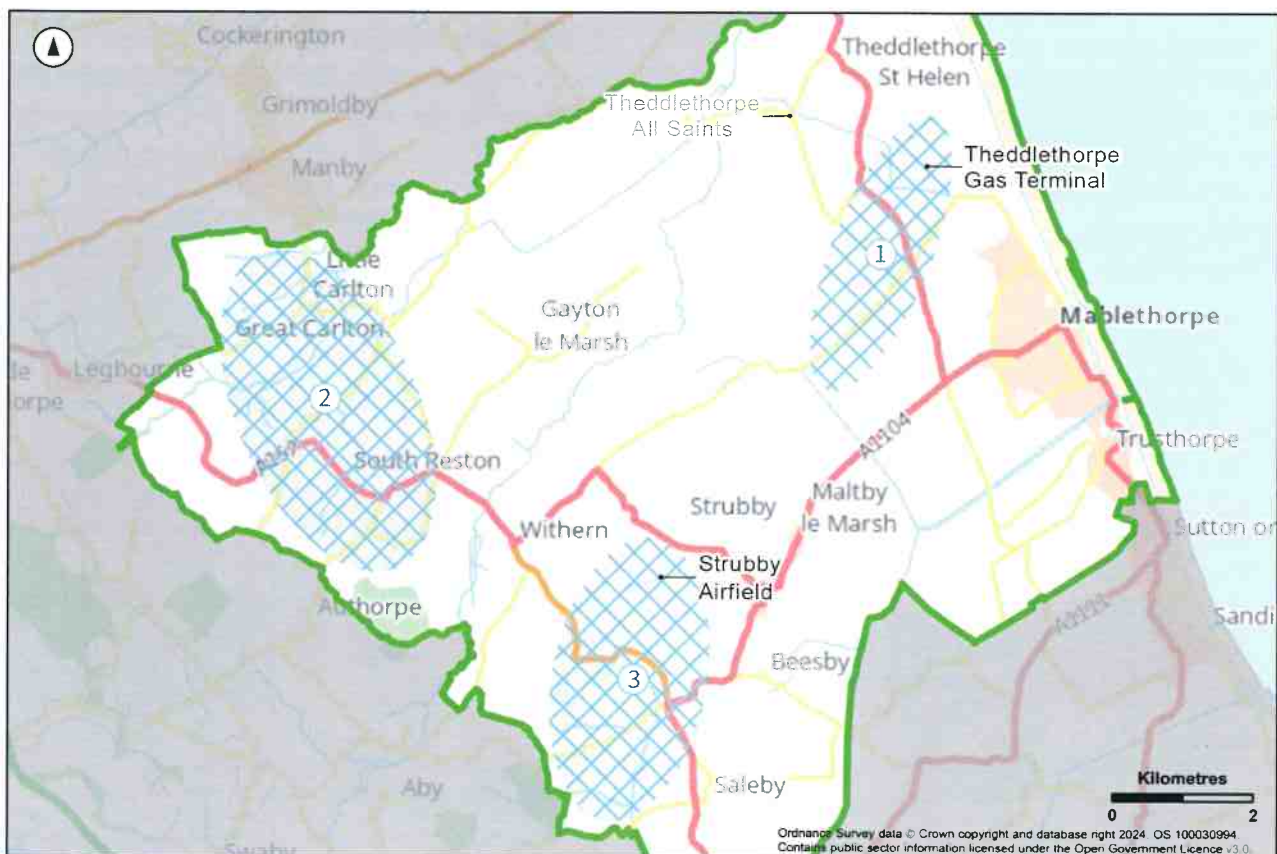 Cockerington
Grimoldby
Manby
Theddlethorpe
St Helen
Theddlethorpe
All Saints
Theddlethorpe
Gas Terminal
1
Little
Carlton
Great Carlton
Gayton
le Marsh
Mablethorpe
Legbourne
2
A157
South Reston
A1104
Trusthorpe
Strubby
Maltby
le Marsh
Withern
Sutton on
Strubby
Airfield
Authorpe
A1111
Sandi
Beesby
3
Aby
Saleby
Swaby
Kilometres
0 2
Ordnance Survey data © Crown copyright and database right 2024. OS 100030994.
Contains public sector information licensed under the Open Government Licence v3.0.